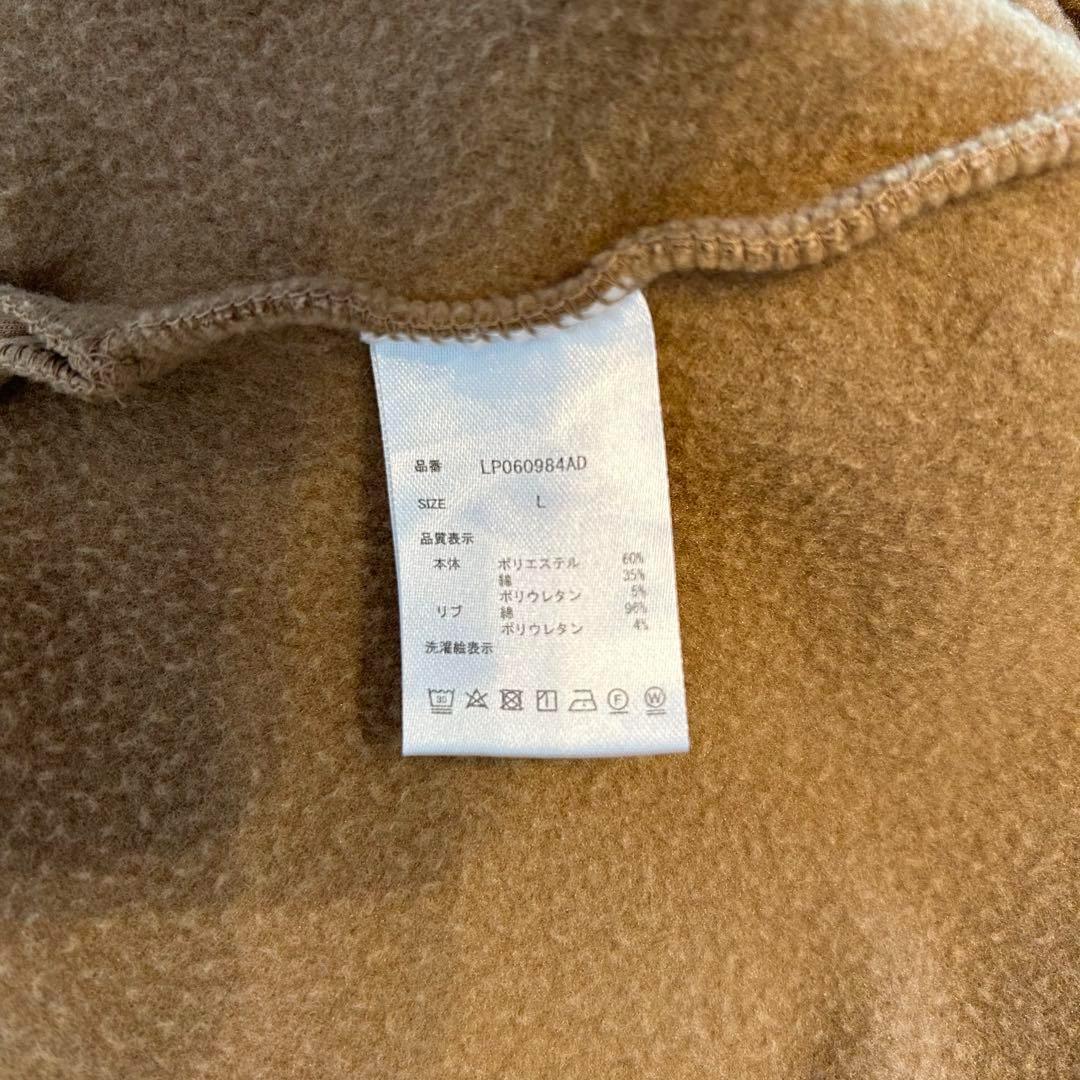 品番 LP060984AD
SIZE L
品質表示
本体 ポリエステル 60%
綿 35%
ポリウレタン 5%
リブ 綿 96%
ポリウレタン 4%
洗濯絵表示
30 F W